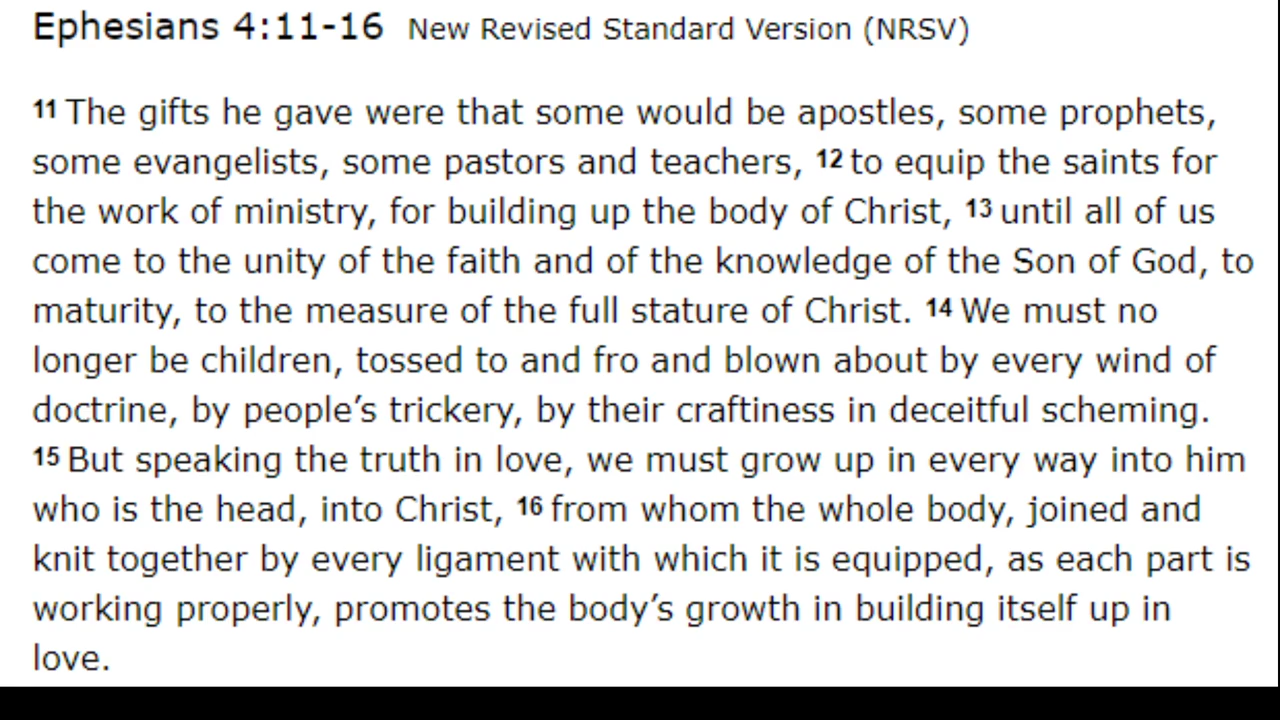 Ephesians 4:11-16 New Revised Standard Version (NRSV)
11 The gifts he gave were that some would be apostles, some prophets,
some evangelists, some pastors and teachers, 12 to equip the saints for
the work of ministry, for building up the body of Christ, 13 until all of us
come to the unity of the faith and of the knowledge of the Son of God, to
maturity, to the measure of the full stature of Christ. 14 We must no
longer be children, tossed to and fro and blown about by every wind of
doctrine, by people’s trickery, by their craftiness in deceitful scheming.
15 But speaking the truth in love, we must grow up in every way into him
who is the head, into Christ, 16 from whom the whole body, joined and
knit together by every ligament with which it is equipped, as each part is
working properly, promotes the body’s growth in building itself up in
love.